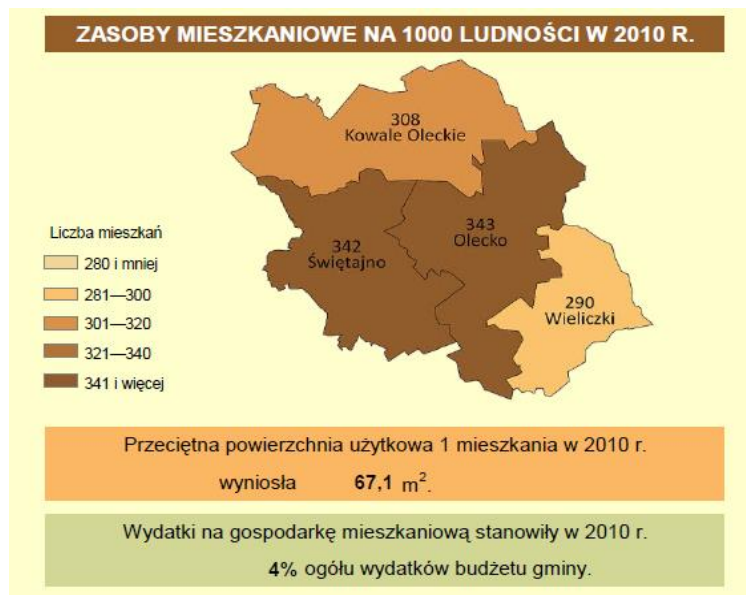 ZASOBY MIESZKANIOWE NA 1000 LUDNOŚCI W 2010 R.
308
Kowale Oleckie
343
Olecko
342
Świętajno
290
Wieliczki
Liczba mieszkań
280 i mniej
281—300
301—320
321—340
341 i więcej
Przeciętna powierzchnia użytkowa 1 mieszkania w 2010 r.
wyniosła 67,1 m².
Wydatki na gospodarkę mieszkaniową stanowiły w 2010 r.
4% ogółu wydatków budżetu gminy.